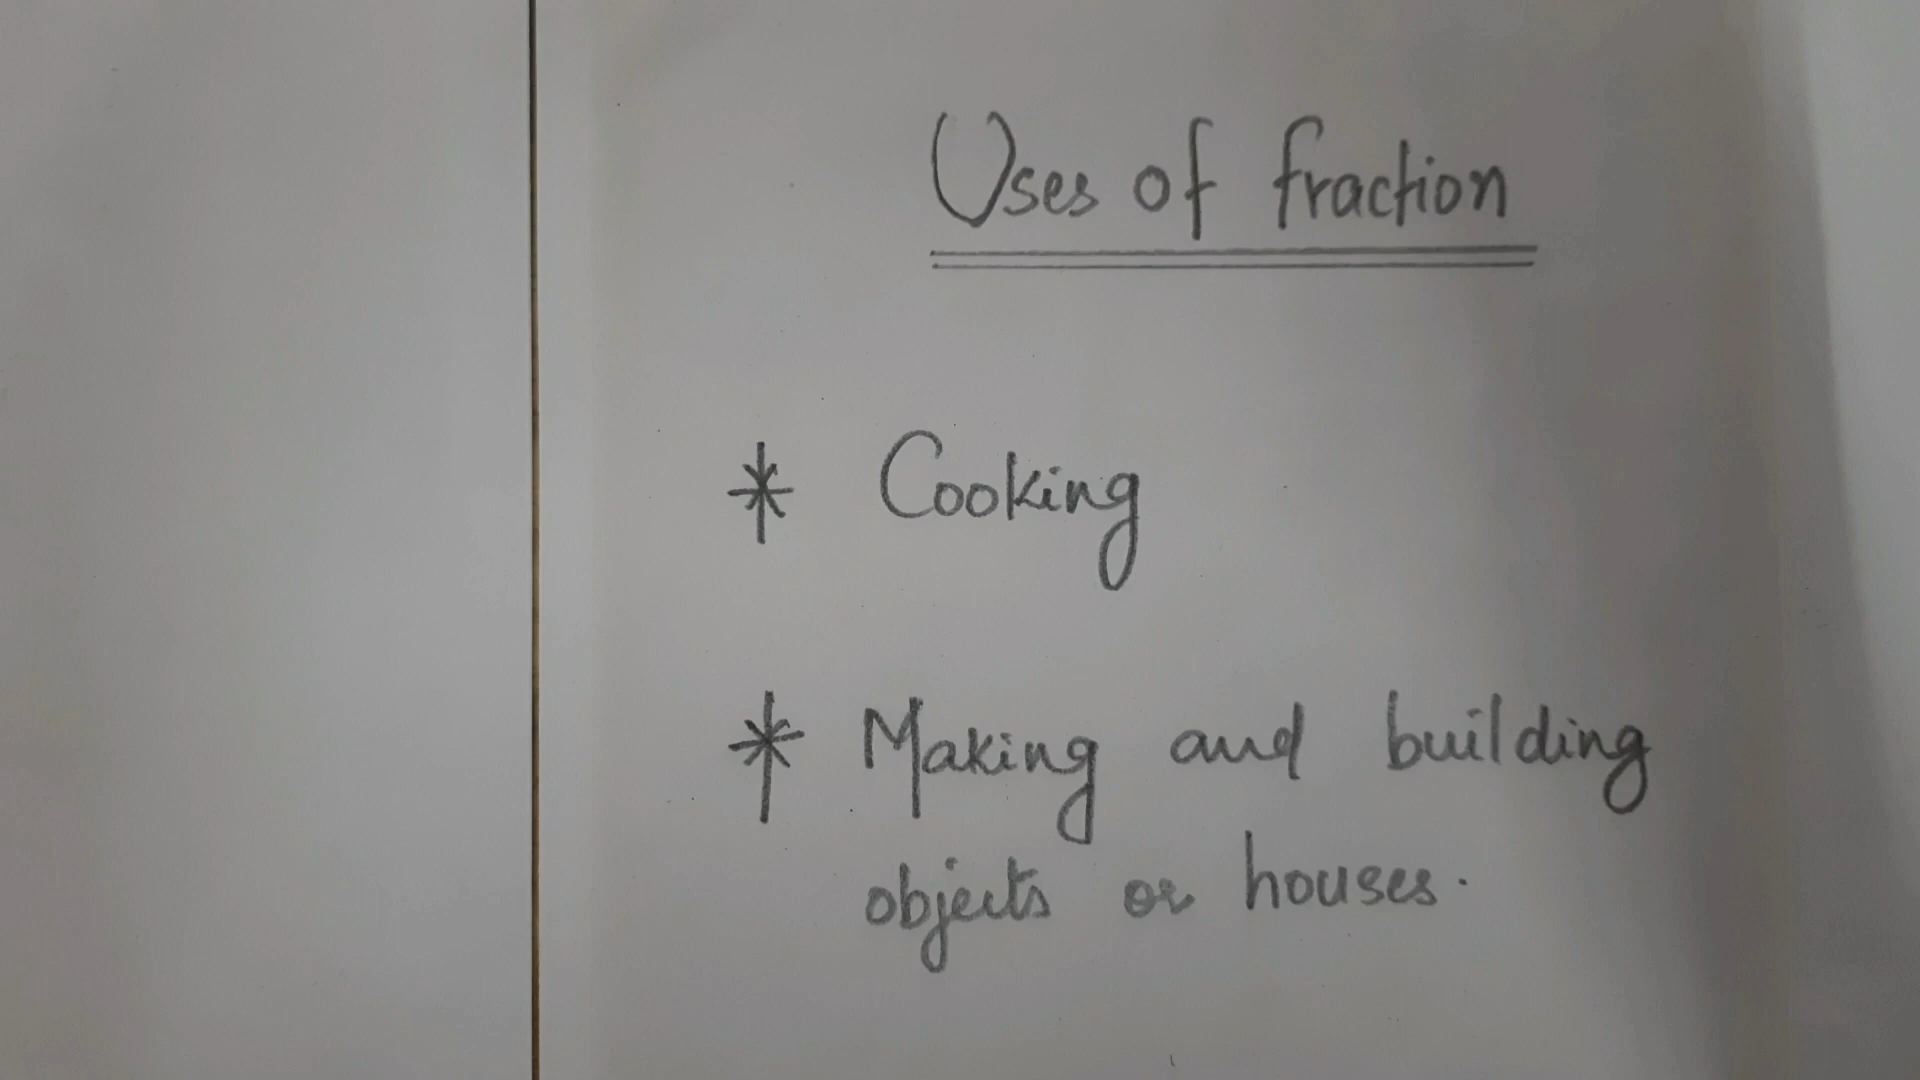 Uses of fraction
* Cooking
* Making and building
objects or houses.